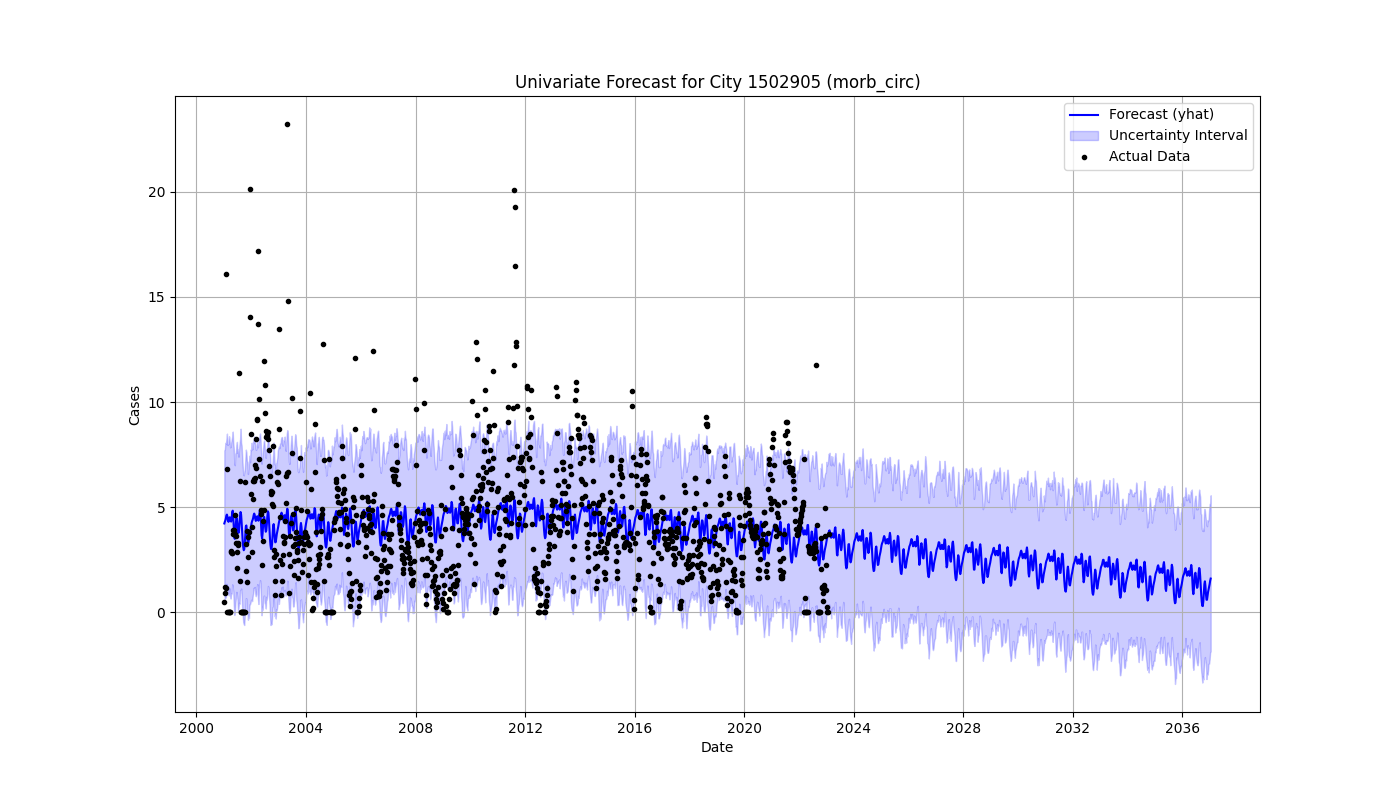 Univariate Forecast for City 1502905 (morb_circ)
Forecast (yhat)
Uncertainty Interval
Actual Data
Cases
20
15
10
5
0
2000 2004 2008 2012 2016 2020 2024 2028 2032 2036
Date